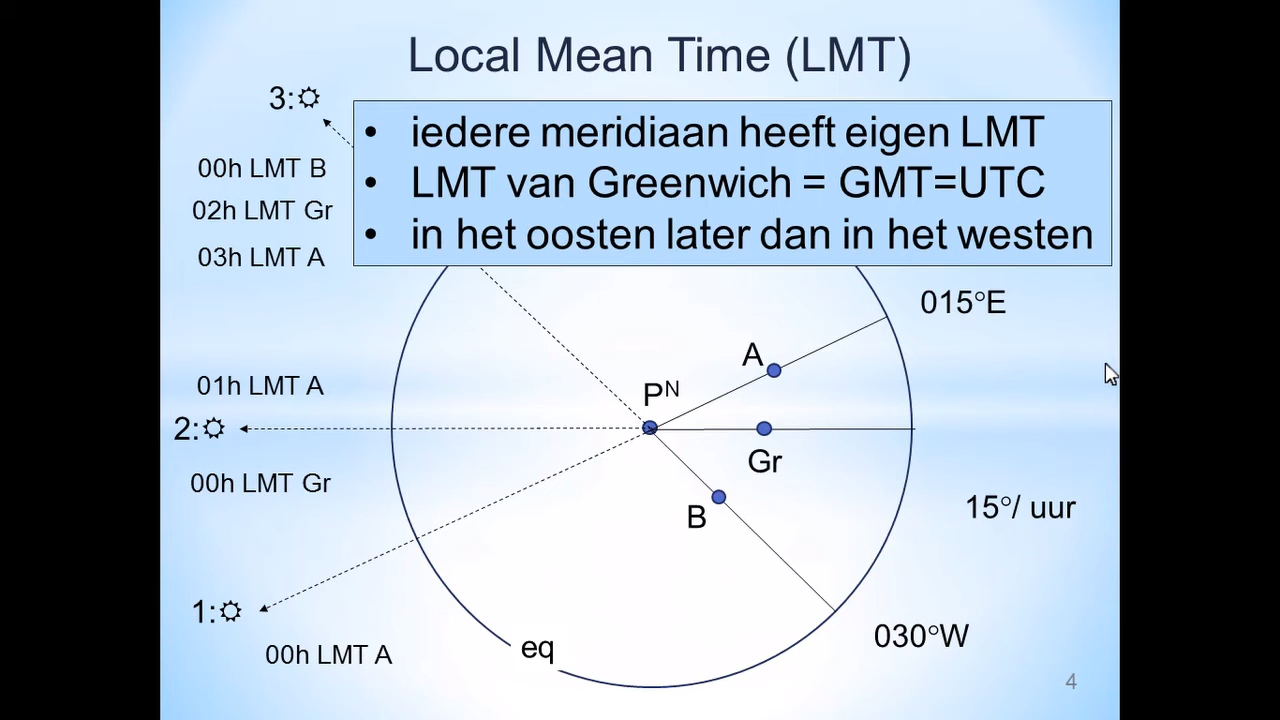 Local Mean Time (LMT)
3:☼
• iedere meridiaan heeft eigen LMT
• LMT van Greenwich = GMT=UTC
• in het oosten later dan in het westen
00h LMT B
02h LMT Gr
03h LMT A
015°E
A
01h LMT A
Pᴺ
2:☼
Gr
00h LMT Gr
B
15°/ uur
1:☼
030°W
00h LMT A
eq
4